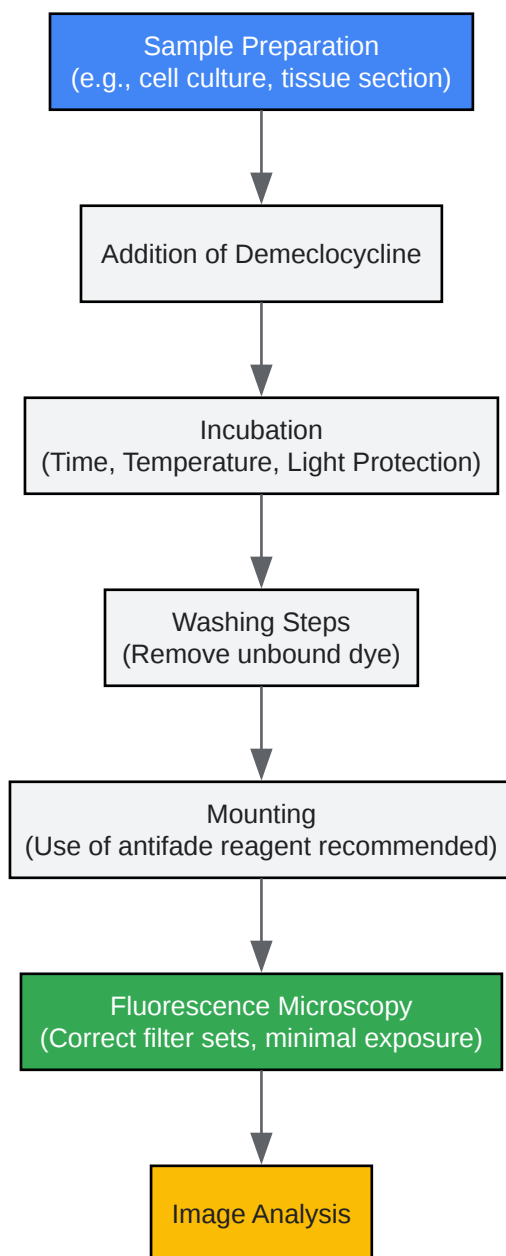 Sample Preparation
(e.g., cell culture, tissue section)
Addition of Demeclocycline
Incubation
(Time, Temperature, Light Protection)
Washing Steps
(Remove unbound dye)
Mounting
(Use of antifade reagent recommended)
Fluorescence Microscopy
(Correct filter sets, minimal exposure)
Image Analysis